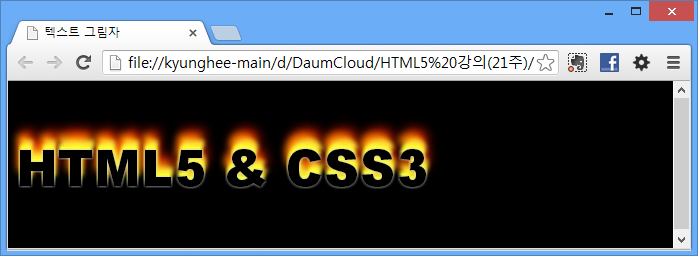 텍스트 그림자
file://kyunghee-main/d/DaumCloud/HTML5%20강의(21주)/
HTML5 & CSS3